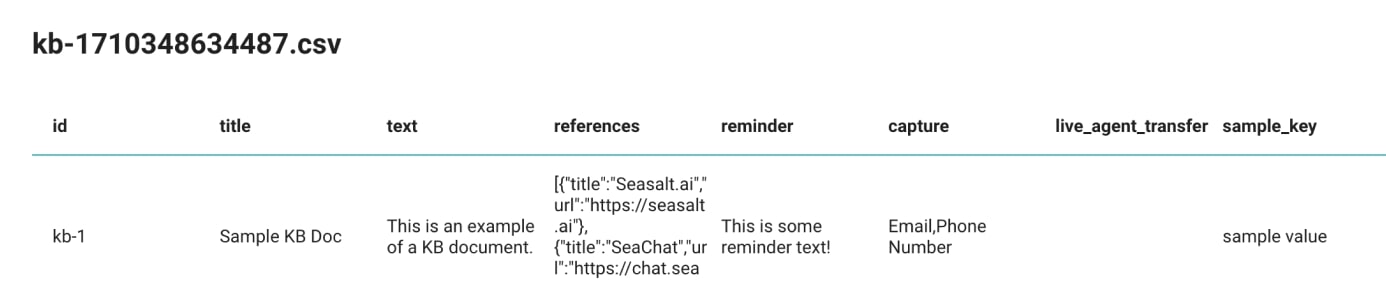 kb-1710348634487.csv
id title text references reminder capture live_agent_transfer sample_key
kb-1
Sample KB Doc
This is an example
of a KB document.
[{"title":"Seasalt.ai","
url":"https://seasalt
.ai"},
{"title":"SeaChat","ur
l":"https://chat.sea
This is some
reminder text!
Email,Phone
Number
sample value